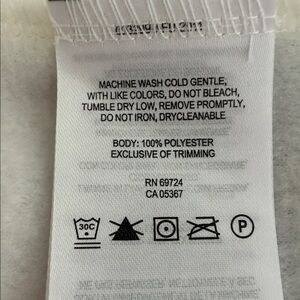 MACHINE WASH COLD GENTLE,
WITH LIKE COLORS, DO NOT BLEACH,
TUMBLE DRY LOW, REMOVE PROMPTLY,
DO NOT IRON, DRYCLEANABLE
BODY: 100% POLYESTER
EXCLUSIVE OF TRIMMING
RN 69724
CA 05367
30C
P